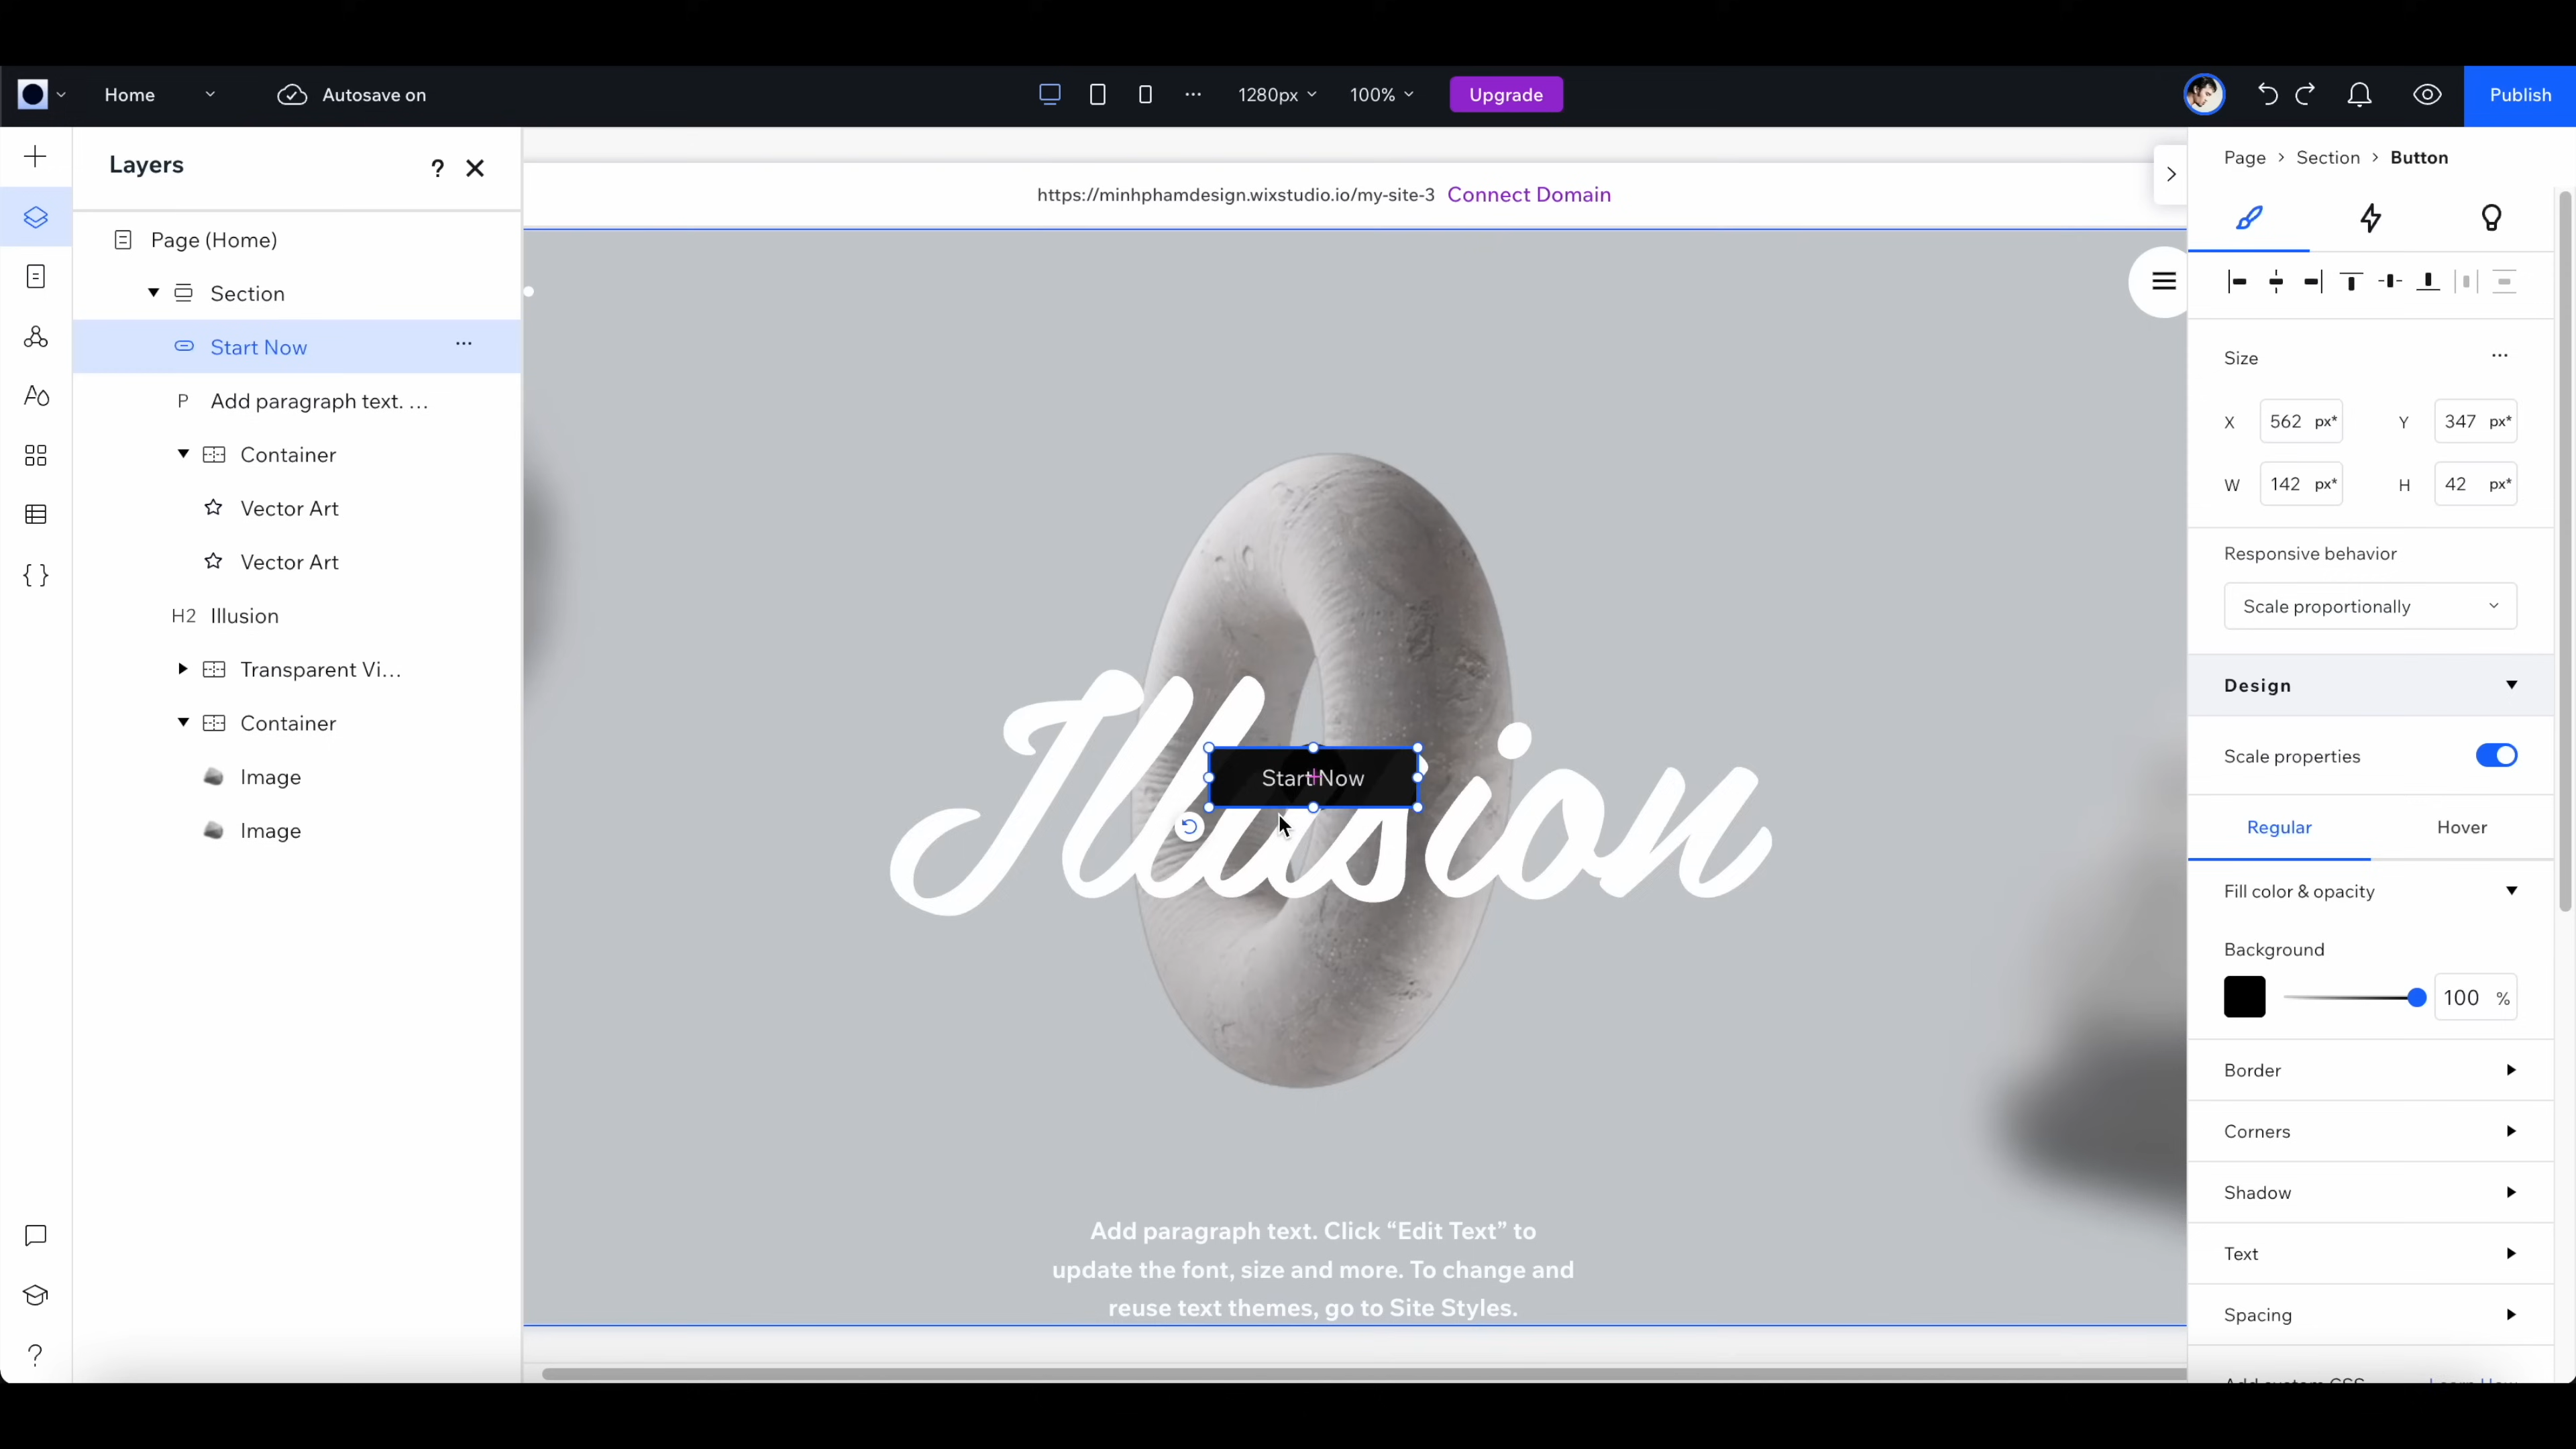 Home
Autosave on
1280px
100%
Upgrade
Publish
Layers
?
https://minhphamdesign.wixstudio.io/my-site-3 Connect Domain
Page > Section > Button
Page (Home)
Section
Start Now
P Add paragraph text. ...
Container
Vector Art
Vector Art
H2 Illusion
Transparent Vi...
Container
Image
Image
Illusion
Start Now
Add paragraph text. Click “Edit Text” to
update the font, size and more. To change and
reuse text themes, go to Site Styles.
Size
X 562 px* Y 347 px*
W 142 px* H 42 px*
Responsive behavior
Scale proportionally
Design
Scale properties
Regular Hover
Fill color & opacity
Background
100 %
Border
Corners
Shadow
Text
Spacing